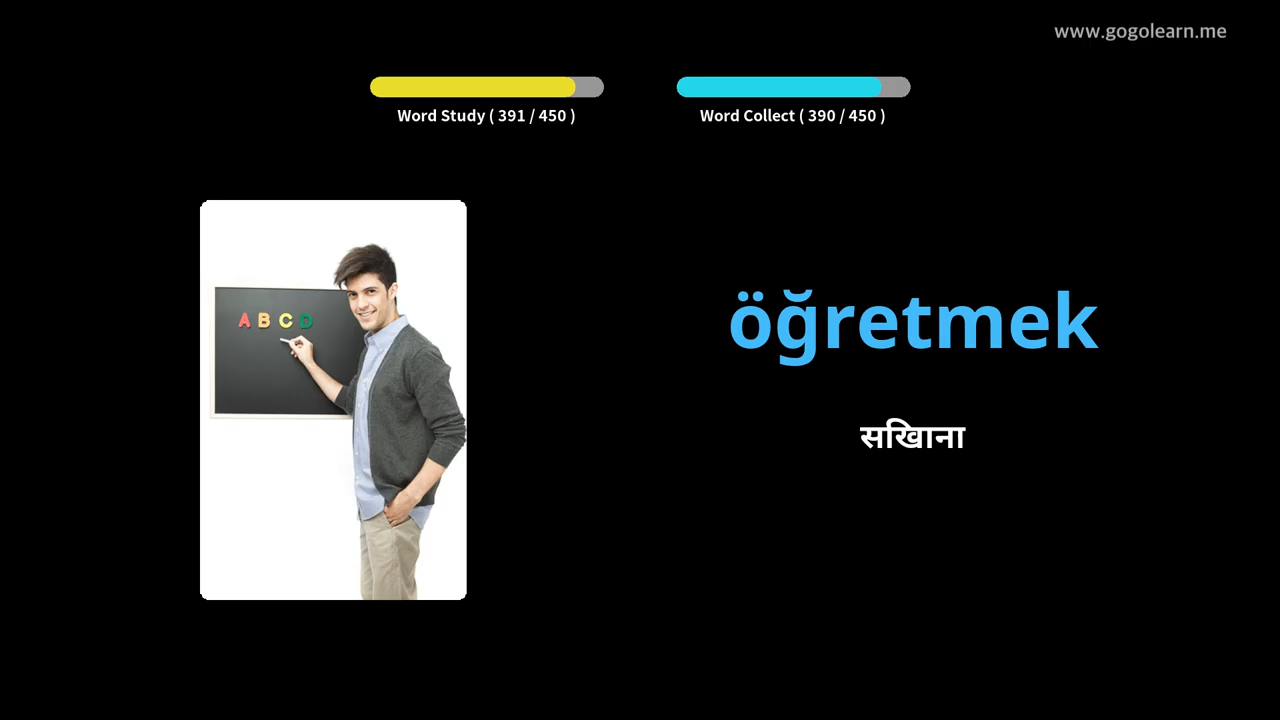 www.gogolearn.me
Word Study ( 391 / 450 )
Word Collect ( 390 / 450 )
A B C D
öğretmek
सिखाना